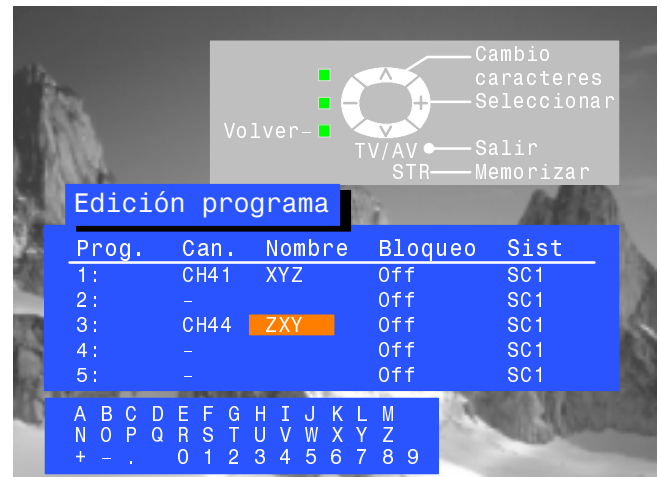 Cambio
caracteres
Seleccionar
Volver–
TV/AV Salir
STR Memorizar
Edición programa
Prog. Can. Nombre Bloqueo Sist
1: CH41 XYZ Off SC1
2: – Off SC1
3: CH44 ZXY Off SC1
4: – Off SC1
5: – Off SC1
A B C D E F G H I J K L M
N O P Q R S T U V W X Y Z
+ – . 0 1 2 3 4 5 6 7 8 9